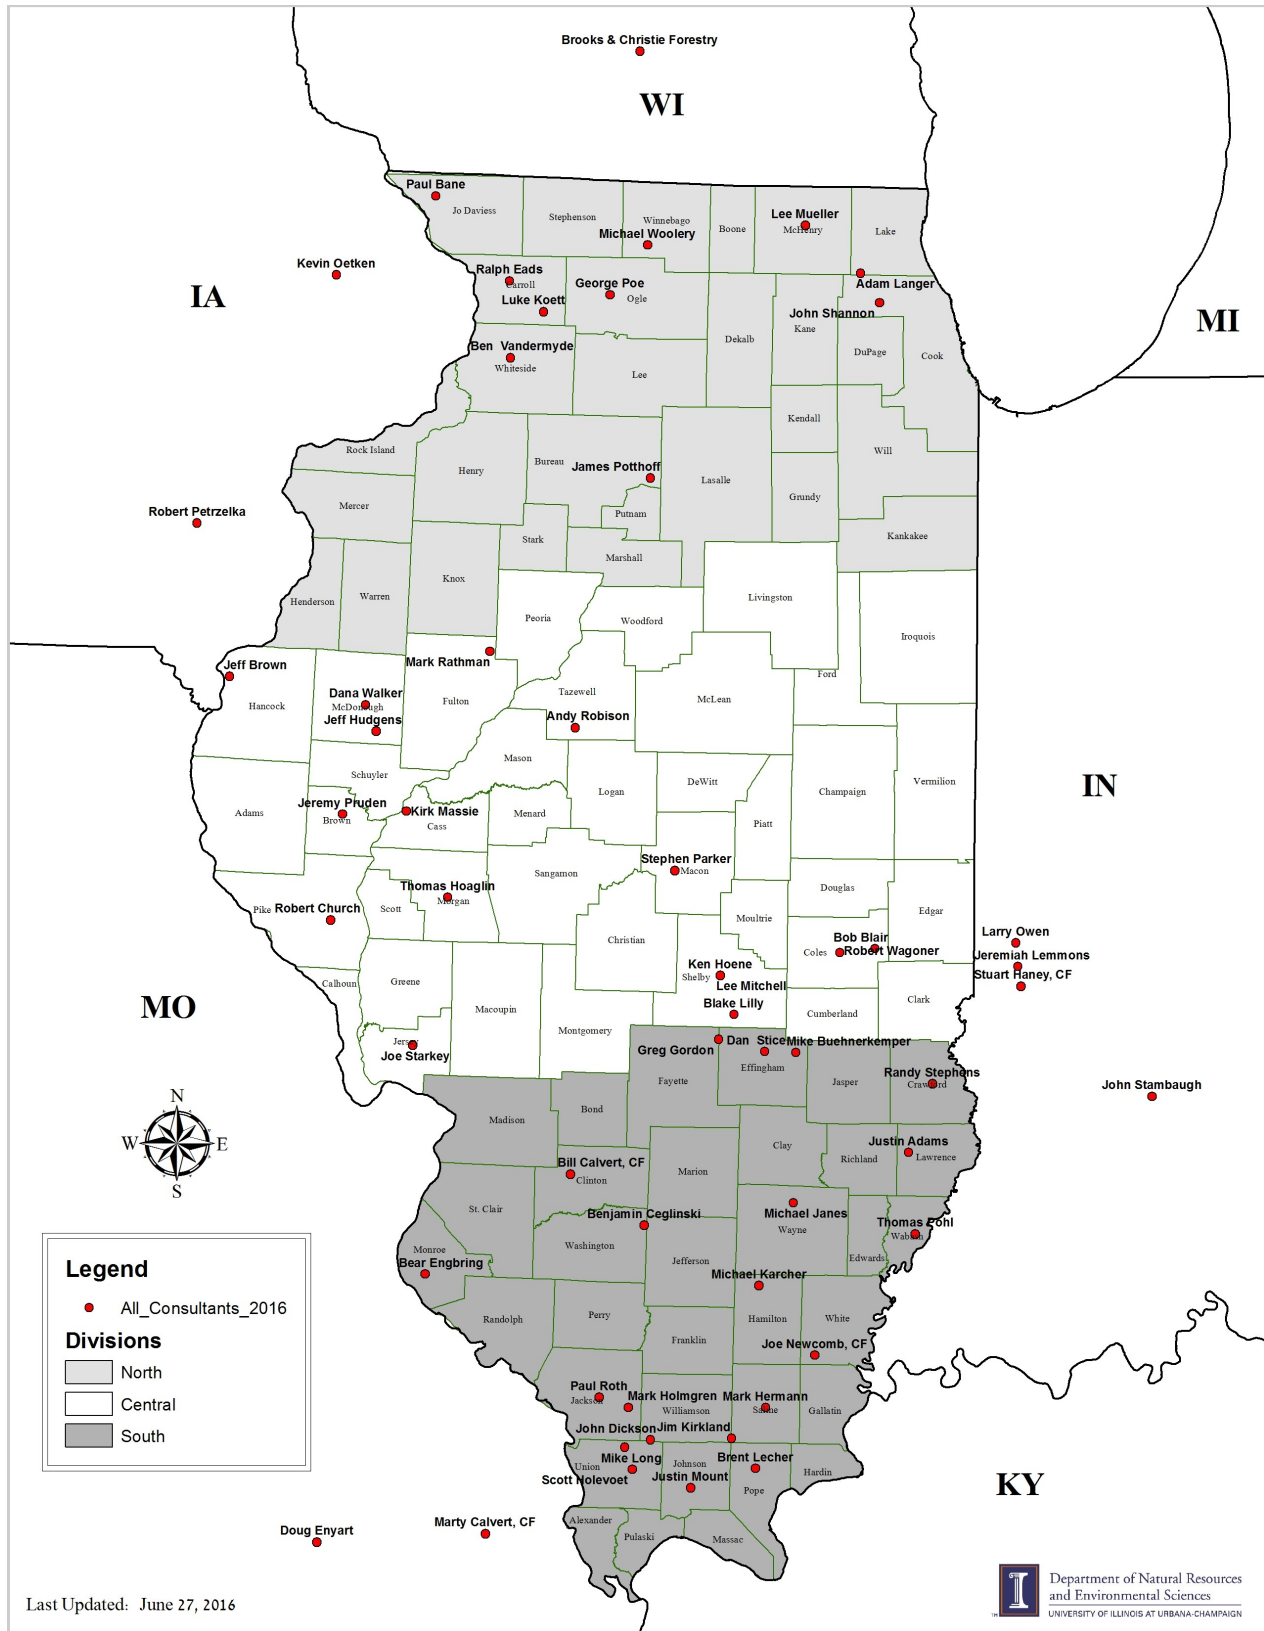 Brooks & Christie Forestry
WI
Paul Bane
Jo Daviess
Stephenson
Winnebago
Michael Woolery
Boone
Lee Mueller
McHenry
Lake
Kevin Oetken
IA
Ralph Eads
Carroll
Luke Koett
George Poe
Ogle
Adam Langer
John Shannon
Kane
MI
Dekalb
DuPage
Cook
Ben Vandermyde
Whiteside
Lee
Kendall
Rock Island
Henry
Bureau
James Potthoff
Lasalle
Will
Grundy
Mercer
Putnam
Robert Petrzelka
Stark
Marshall
Kankakee
Knox
Henderson
Warren
Peoria
Woodford
Livingston
Iroquois
Jeff Brown
Hancock
Mark Rathman
Ford
Dana Walker
McDonough
Jeff Hudgens
Fulton
Tazewell
McLean
Andy Robison
Mason
Schuyler
Logan
DeWitt
Champaign
Vermilion
IN
Adams
Jeremy Pruden
Brown
Kirk Massie
Cass
Menard
Piatt
Stephen Parker
Macon
Sangamon
Thomas Hoaglin
Morgan
Douglas
Pike
Robert Church
Scott
Moultrie
Edgar
Christian
Bob Blair
Coles
Robert Wagoner
Larry Owen
Jeremiah Lemmons
Stuart Haney, CF
Ken Hoene
Shelby
Lee Mitchell
Calhoun
Greene
Blake Lilly
Clark
MO
Macoupin
Cumberland
Montgomery
Jersey
Joe Starkey
Greg Gordon
Dan Stice
Mike Buehnerkemper
Effingham
Randy Stephens
Crawford
Fayette
Jasper
John Stambaugh
N
W
E
S
Madison
Bond
Clay
Justin Adams
Lawrence
Richland
Bill Calvert, CF
Clinton
Marion
St. Clair
Benjamin Ceglinski
Michael Janes
Wayne
Thomas Pohl
Wabash
Washington
Monroe
Bear Engbring
Jefferson
Edwards
Michael Karcher
Legend
All_Consultants_2016
Divisions
North
Central
South
Randolph
Perry
Hamilton
White
Franklin
Joe Newcomb, CF
Paul Roth
Jackson
Mark Holmgren
Williamson
Mark Hermann
Saline
Gallatin
John Dickson
Jim Kirkland
Mike Long
Union
Scott Holevoet
Johnson
Justin Mount
Brent Lecher
Pope
Hardin
KY
Doug Enyart
Marty Calvert, CF
Alexander
Pulaski
Massac
Last Updated: June 27, 2016
I
TM
Department of Natural Resources
and Environmental Sciences
UNIVERSITY OF ILLINOIS AT URBANA-CHAMPAIGN